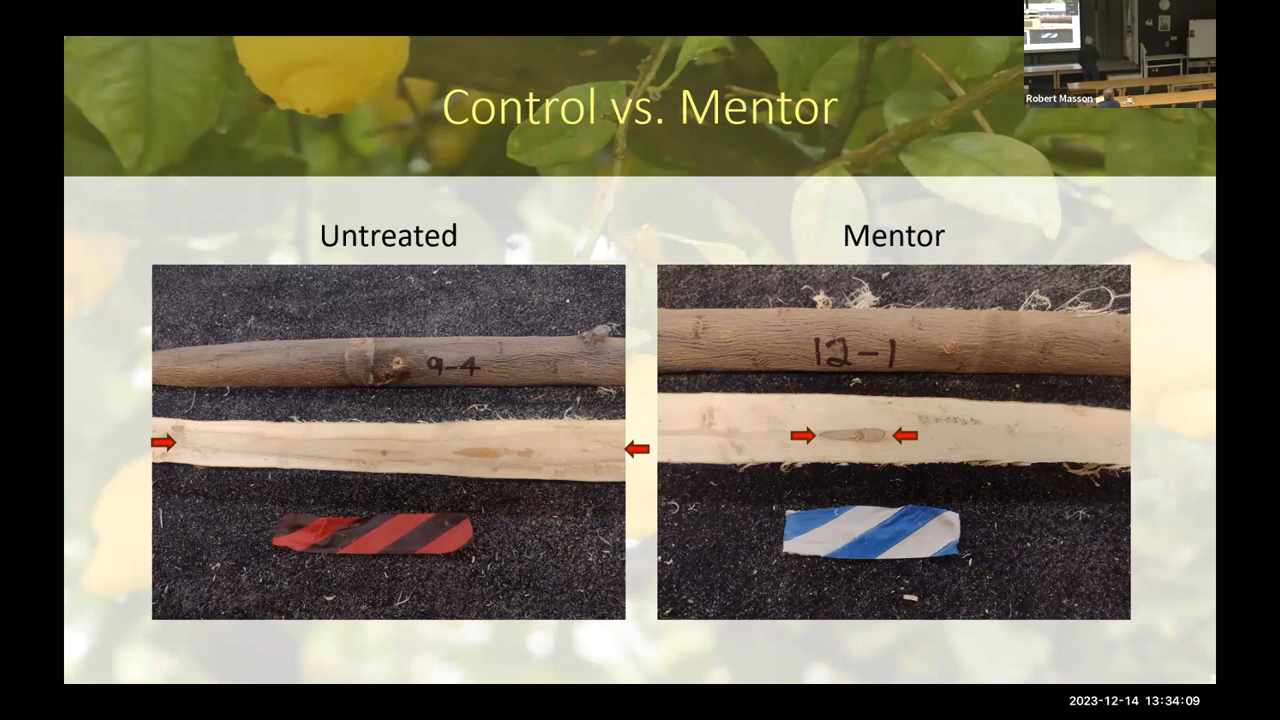 Robert Masson
Control vs. Mentor
Untreated
Mentor
9-4
12-1
2023-12-14 13:34:09